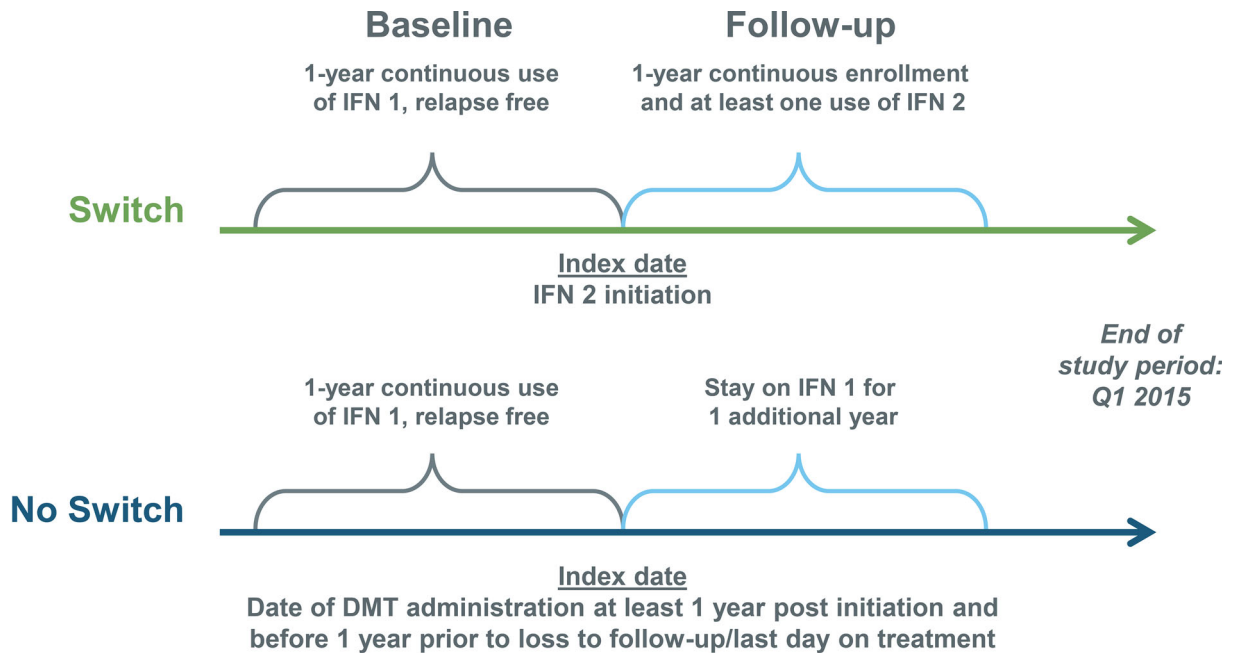 Baseline
Follow-up
1-year continuous use
of IFN 1, relapse free
1-year continuous enrollment
and at least one use of IFN 2
Switch
Index date
IFN 2 initiation
End of
study period:
Q1 2015
1-year continuous use
of IFN 1, relapse free
Stay on IFN 1 for
1 additional year
No Switch
Index date
Date of DMT administration at least 1 year post initiation and
before 1 year prior to loss to follow-up/last day on treatment